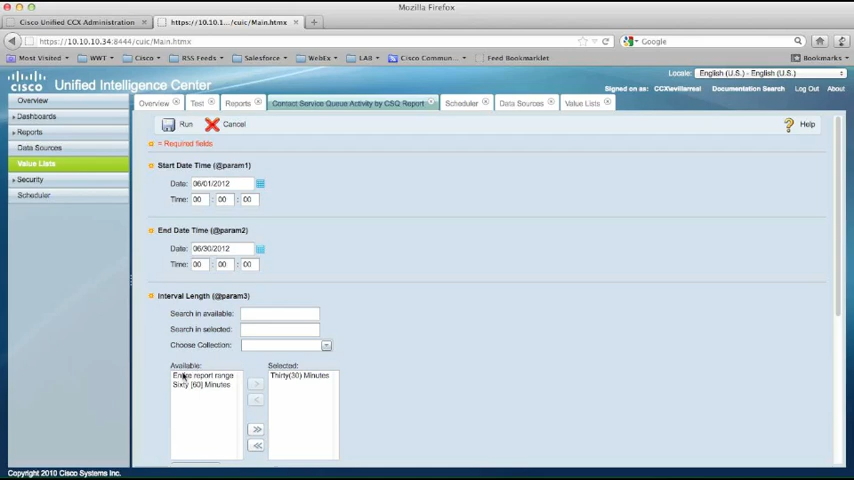 Mozilla Firefox
Cisco Unified CCX Administration
https://10.10.1...cuic/Main.htmx
https://10.10.10.34:8444/cuic/Main.htmx
Google
Most Visited
WWT
Cisco
RSS Feeds
Salesforce
WebEx
LAB
Cisco Commun...
Feed Bookmarklet
Bookmarks
Locale: English (U.S.) - English (U.S.)
CISCO
Unified Intelligence Center
Signed on as: CCX\evillarreal
Documentation Search
Log Out
About
Overview
Dashboards
Reports
Data Sources
Value Lists
Security
Scheduler
Overview
Test
Reports
Contact Service Queue Activity by CSQ Report
Scheduler
Data Sources
Value Lists
Run
Cancel
Help
= Required fields
Start Date Time (@param1)
Date: 06/01/2012
Time: 00 : 00 : 00
End Date Time (@param2)
Date: 06/30/2012
Time: 00 : 00 : 00
Interval Length (@param3)
Search in available:
Search in selected:
Choose Collection:
Available:
Selected:
Entire report range
Sixty [60] Minutes
Thirty(30) Minutes
>
<
>>
<<
Copyright 2010 Cisco Systems Inc.